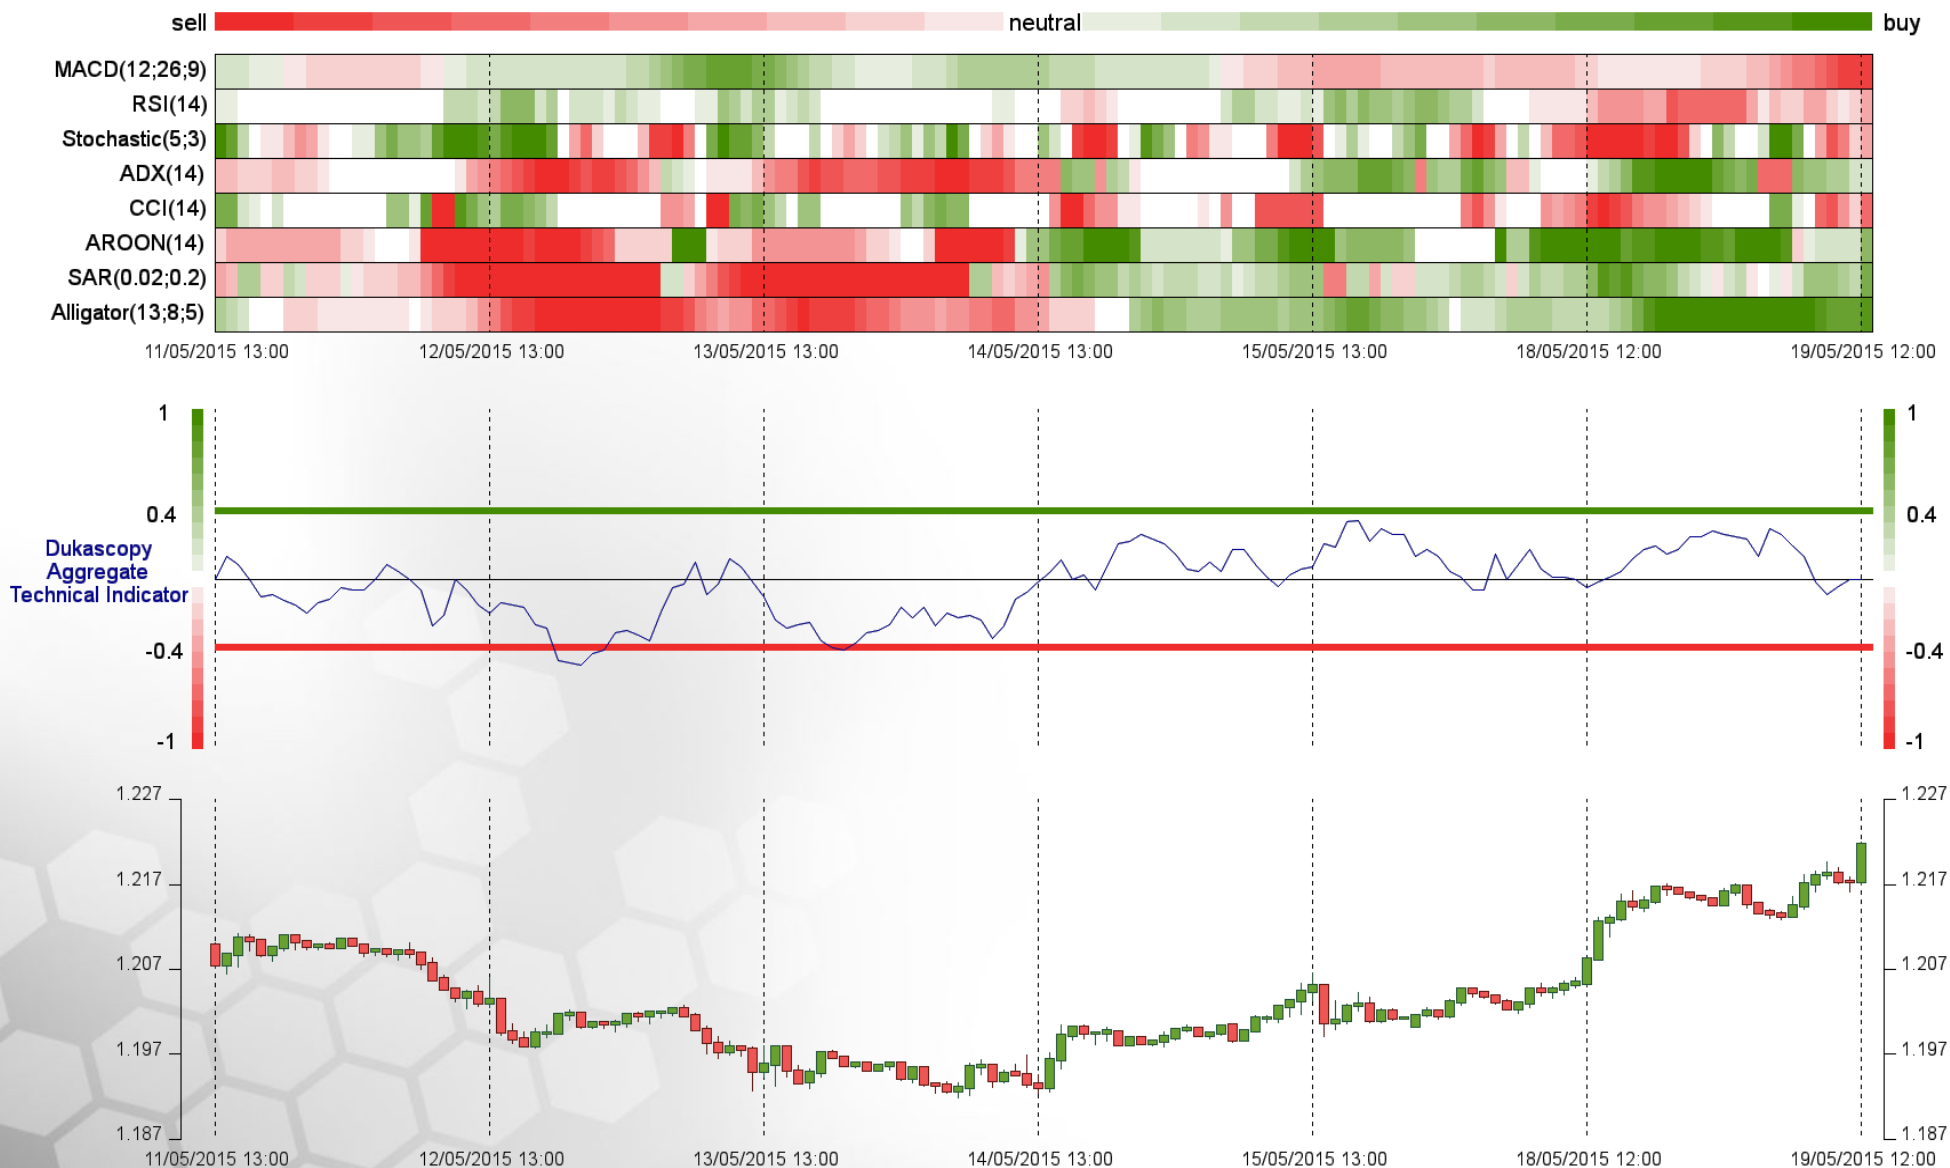 sell neutral buy
MACD(12;26;9)
RSI(14)
Stochastic(5;3)
ADX(14)
CCI(14)
AROON(14)
SAR(0.02;0.2)
Alligator(13;8;5)
11/05/2015 13:00 12/05/2015 13:00 13/05/2015 13:00 14/05/2015 13:00 15/05/2015 13:00 18/05/2015 12:00 19/05/2015 12:00
1 1
0.4 0.4
Dukascopy
Aggregate
Technical Indicator
-0.4 -0.4
-1 -1
1.227 1.227
1.217 1.217
1.207 1.207
1.197 1.197
1.187 1.187
11/05/2015 13:00 12/05/2015 13:00 13/05/2015 13:00 14/05/2015 13:00 15/05/2015 13:00 18/05/2015 12:00 19/05/2015 12:00